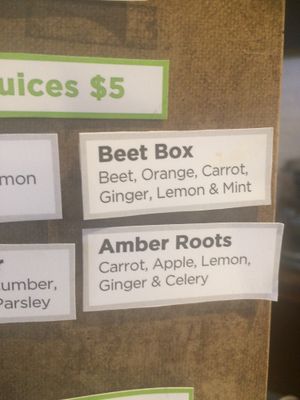 uices $5
mon
Beet Box
Beet, Orange, Carrot,
Ginger, Lemon & Mint
umber,
Parsley
Amber Roots
Carrot, Apple, Lemon,
Ginger & Celery